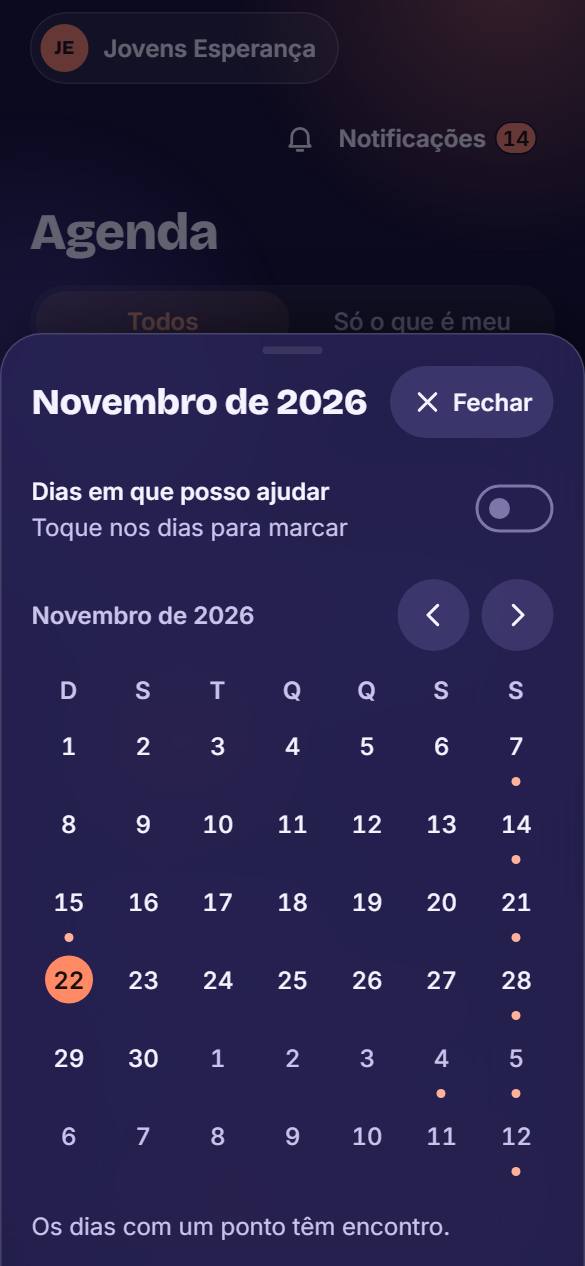 JE Jovens Esperança
Notificações 14
Agenda
Todos Só o que é meu
Novembro de 2026 Fechar
Dias em que posso ajudar
Toque nos dias para marcar
Novembro de 2026
D S T Q Q S S
1 2 3 4 5 6 7
8 9 10 11 12 13 14
15 16 17 18 19 20 21
22 23 24 25 26 27 28
29 30 1 2 3 4 5
6 7 8 9 10 11 12
Os dias com um ponto têm encontro.